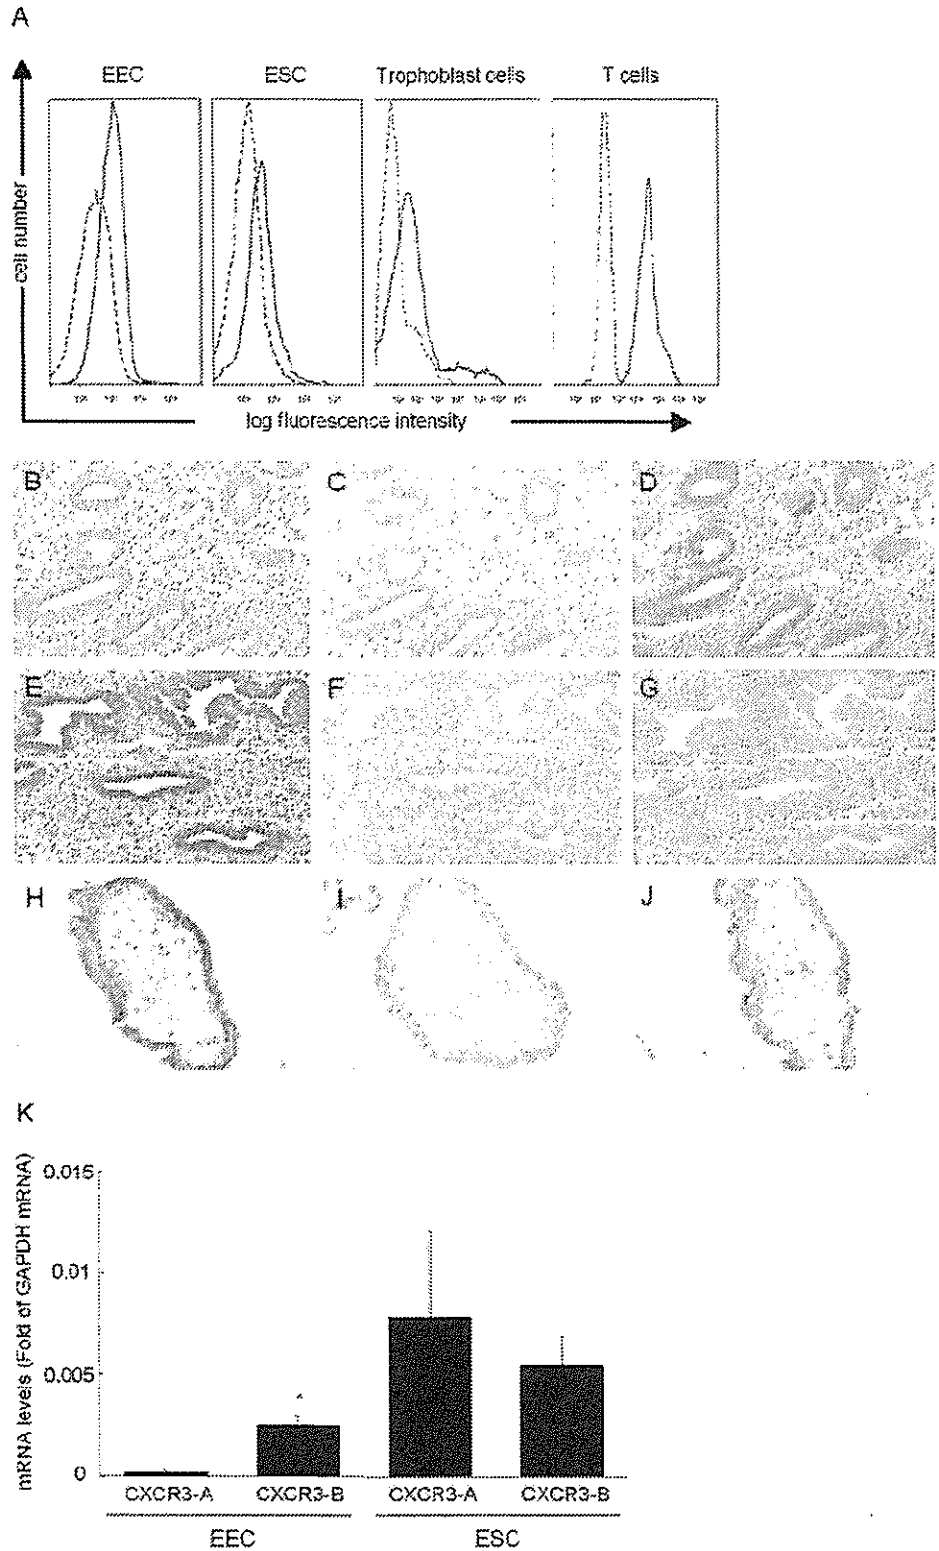 A
EEC
ESC
Trophoblast cells
T cells
cell number
log fluorescence intensity
B
C
D
E
F
G
H
I
J
K
mRNA levels (Fold of GAPDH mRNA)
0.015
0.01
0.005
0
CXCR3-A
CXCR3-B
CXCR3-A
CXCR3-B
EEC
ESC